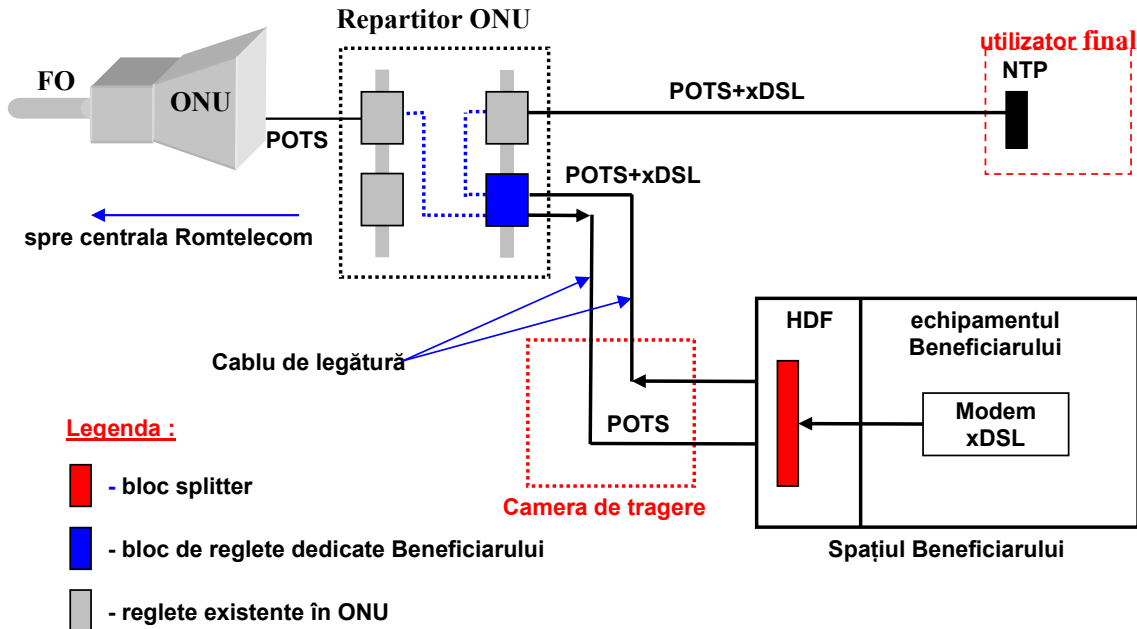 Repartitor ONU
utilizator final
FO
ONU
NTP
POTS+xDSL
POTS
POTS+xDSL
spre centrala Romtelecom
HDF
echipamentul
Beneficiarului
Cablu de legătură
Modem
xDSL
POTS
Legenda :
- bloc splitter
Camera de tragere
- bloc de reglete dedicate Beneficiarului
Spațiul Beneficiarului
- reglete existente în ONU